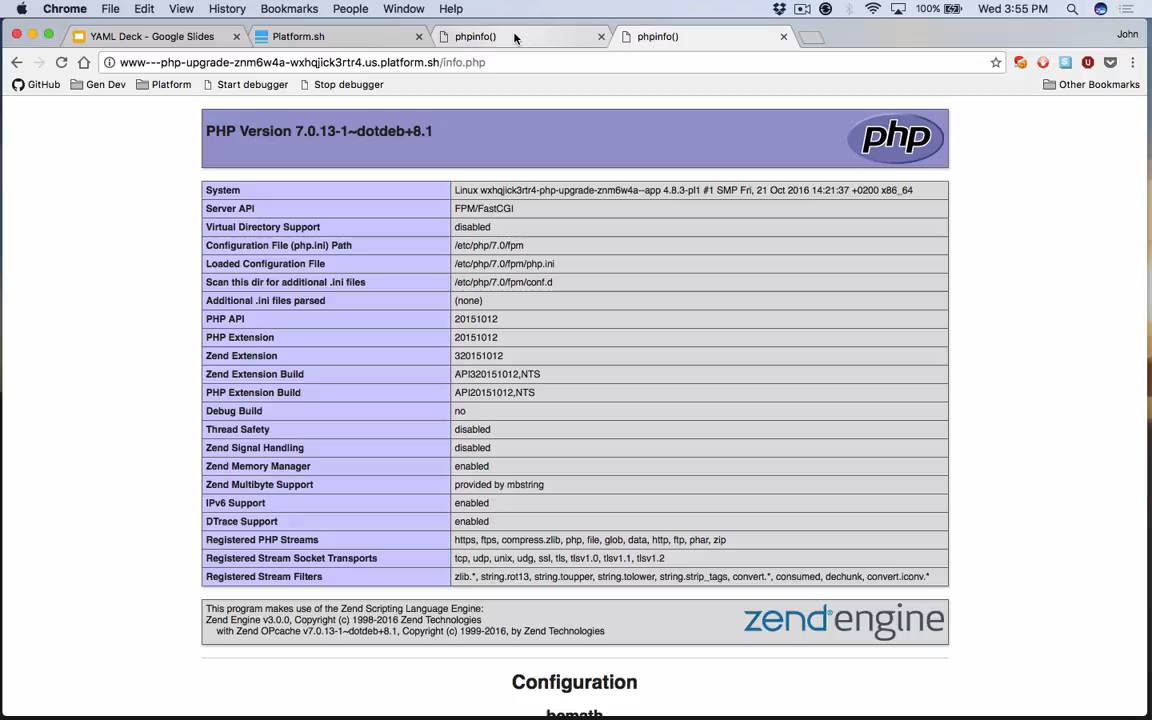 Chrome File Edit View History Bookmarks People Window Help 100% Wed 3:55 PM
YAML Deck - Google Slides Platform.sh phpinfo() phpinfo() John
www---php-upgrade-znm6w4a-wxhqjick3rtr4.us.platform.sh/info.php
GitHub Gen Dev Platform Start debugger Stop debugger Other Bookmarks
PHP Version 7.0.13-1~dotdeb+8.1
php
System Linux wxhqjick3rtr4-php-upgrade-znm6w4a--app 4.8.3-pl1 #1 SMP Fri, 21 Oct 2016 14:21:37 +0200 x86_64
Server API FPM/FastCGI
Virtual Directory Support disabled
Configuration File (php.ini) Path /etc/php/7.0/fpm
Loaded Configuration File /etc/php/7.0/fpm/php.ini
Scan this dir for additional .ini files /etc/php/7.0/fpm/conf.d
Additional .ini files parsed (none)
PHP API 20151012
PHP Extension 20151012
Zend Extension 320151012
Zend Extension Build API320151012,NTS
PHP Extension Build API20151012,NTS
Debug Build no
Thread Safety disabled
Zend Signal Handling disabled
Zend Memory Manager enabled
Zend Multibyte Support provided by mbstring
IPv6 Support enabled
DTrace Support enabled
Registered PHP Streams https, ftps, compress.zlib, php, file, glob, data, http, ftp, phar, zip
Registered Stream Socket Transports tcp, udp, unix, udg, ssl, tls, tlsv1.0, tlsv1.1, tlsv1.2
Registered Stream Filters zlib.*, string.rot13, string.toupper, string.tolower, string.strip_tags, convert.*, consumed, dechunk, convert.iconv.*
This program makes use of the Zend Scripting Language Engine:
Zend Engine v3.0.0, Copyright (c) 1998-2016 Zend Technologies
with Zend OPcache v7.0.13-1~dotdeb+8.1, Copyright (c) 1999-2016, by Zend Technologies
zend engine
Configuration
bcmath